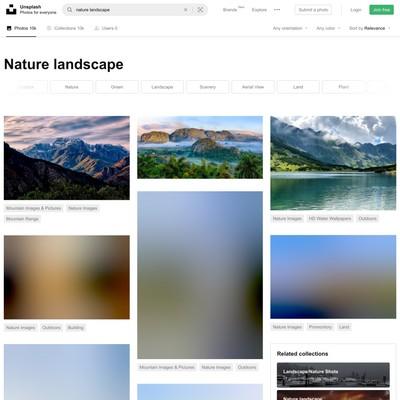 Unsplash
Photos for everyone
nature landscape
Brands New
Explore
Submit a photo
Login
Join free
Photos 10k
Collections 10k
Users 0
Any orientation
Any color
Sort by Relevance
Nature landscape
Nature
Green
Landscape
Scenery
Aerial View
Land
Plant
Mountain Images & Pictures
Nature Images
Mountain Range
Nature Images
Outdoors
Building
Mountain Images & Pictures
Nature Images
Outdoors
Nature Images
HD Water Wallpapers
Outdoors
Nature Images
Promontory
Land
Related collections
Landscape/Nature Shots